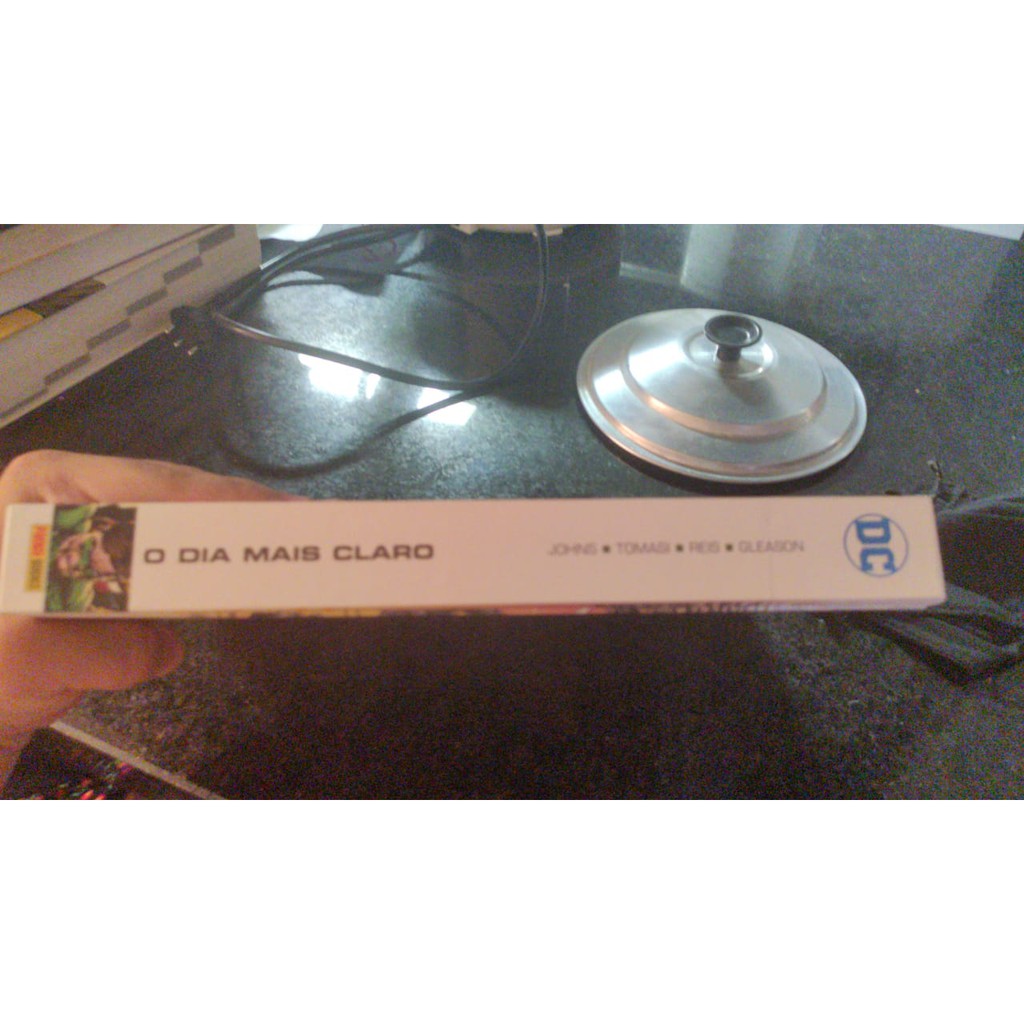 O DIA MAIS CLARO
JOHNS ▪ TOMASI ▪ REIS ▪ GLEASON
DC